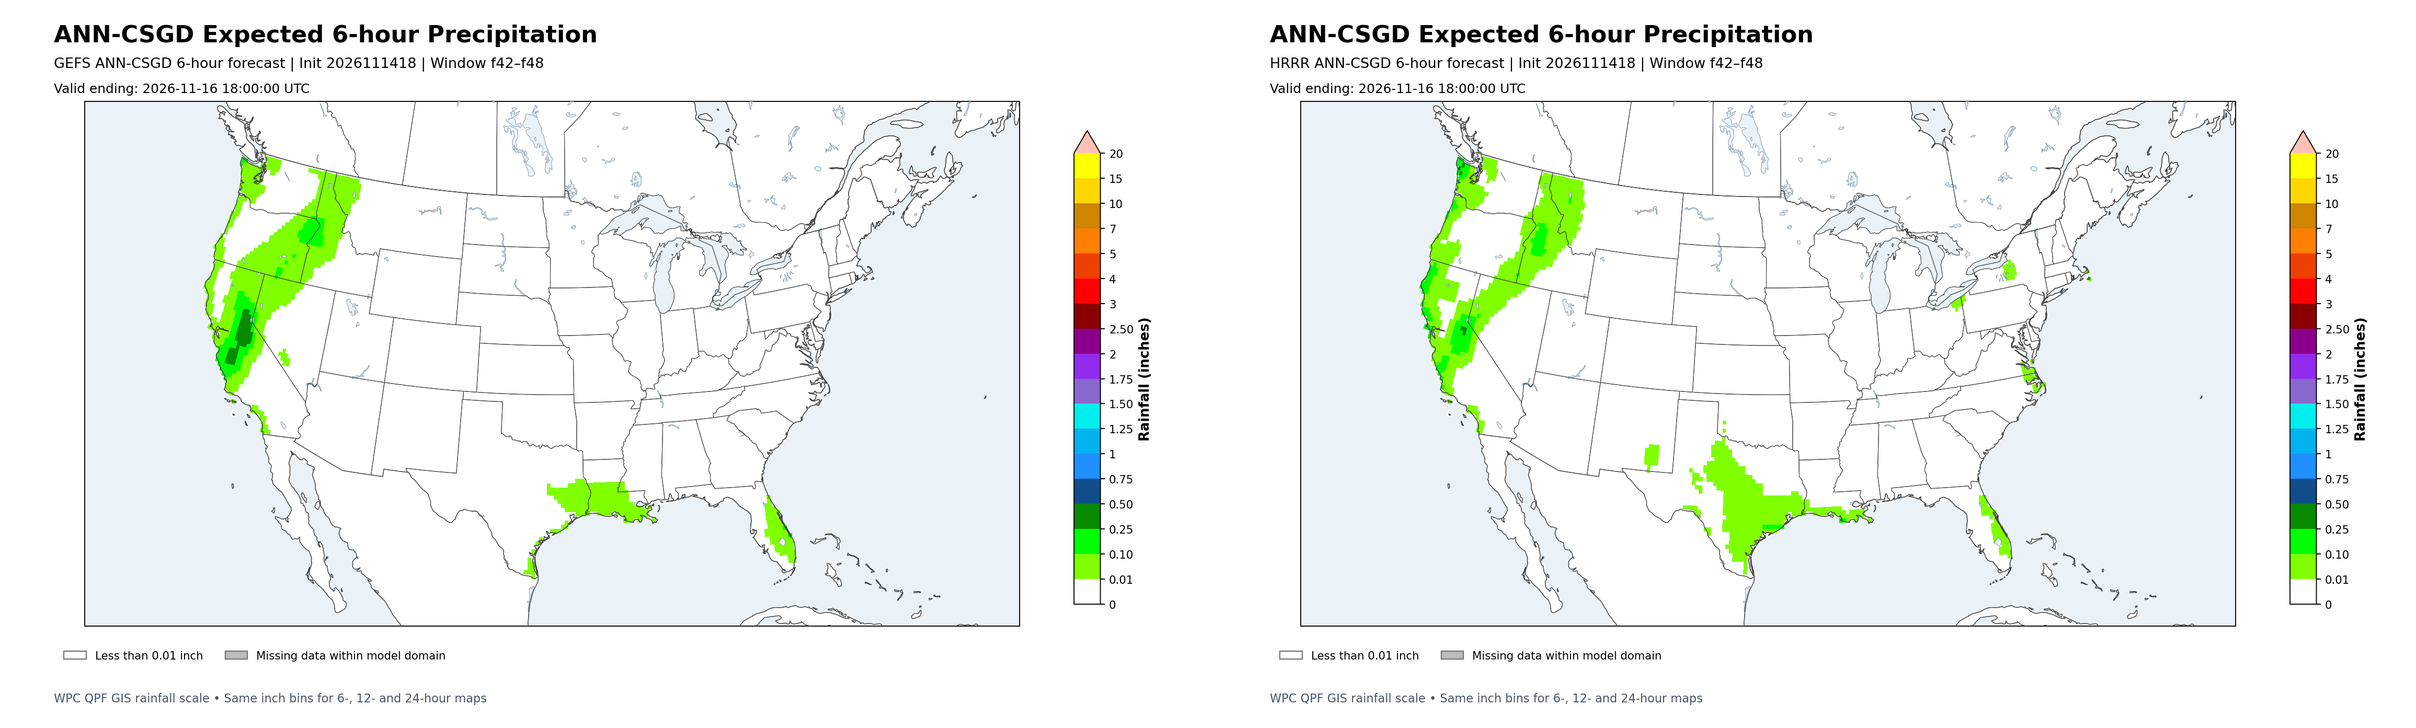 ANN-CSGD Expected 6-hour Precipitation
GEFS ANN-CSGD 6-hour forecast | Init 2026111418 | Window f42–f48
Valid ending: 2026-11-16 18:00:00 UTC
20
15
10
7
5
4
3
2.50
2
1.75
1.50
1.25
1
0.75
0.50
0.25
0.10
0.01
0
Rainfall (inches)
Less than 0.01 inch
Missing data within model domain
WPC QPF GIS rainfall scale • Same inch bins for 6-, 12- and 24-hour maps
ANN-CSGD Expected 6-hour Precipitation
HRRR ANN-CSGD 6-hour forecast | Init 2026111418 | Window f42–f48
Valid ending: 2026-11-16 18:00:00 UTC
20
15
10
7
5
4
3
2.50
2
1.75
1.50
1.25
1
0.75
0.50
0.25
0.10
0.01
0
Rainfall (inches)
Less than 0.01 inch
Missing data within model domain
WPC QPF GIS rainfall scale • Same inch bins for 6-, 12- and 24-hour maps